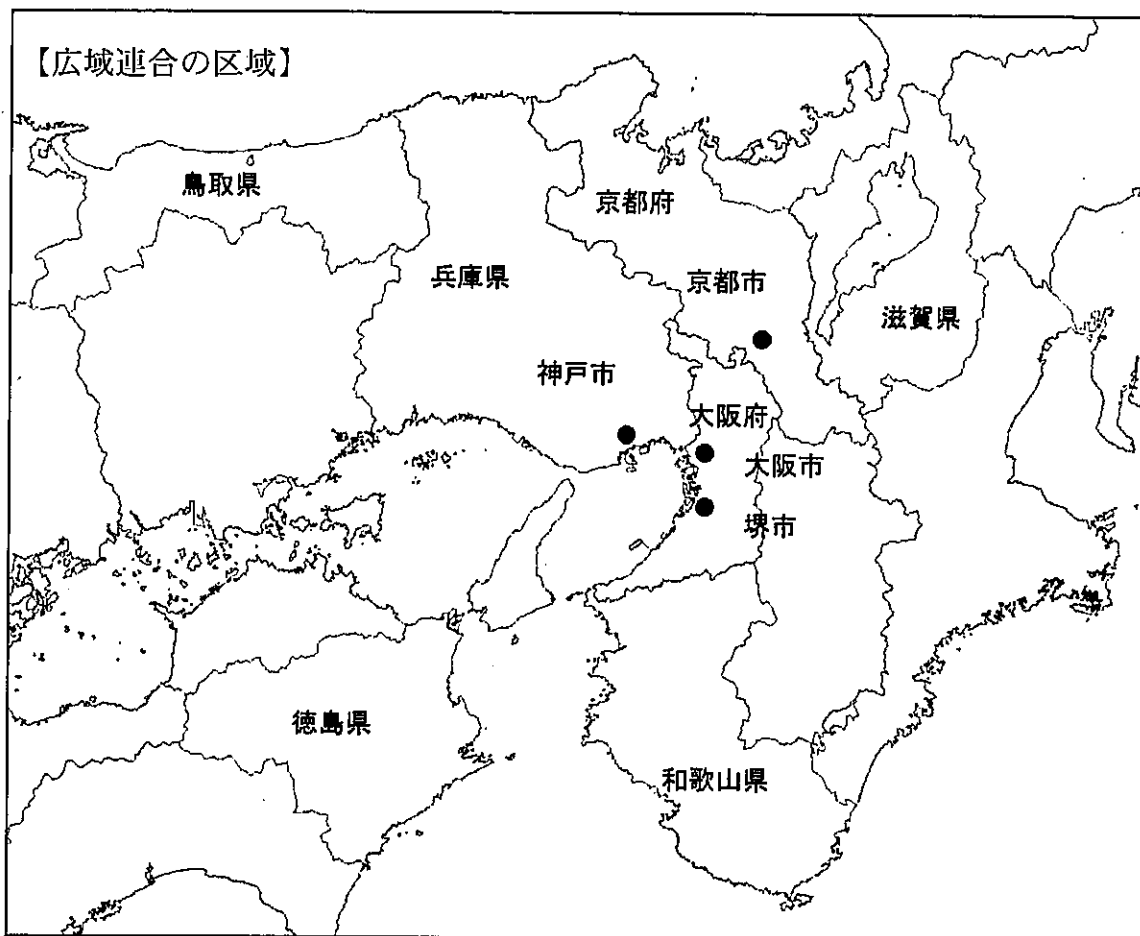 【広域連合の区域】
鳥取県
京都府
兵庫県
京都市
滋賀県
神戸市
大阪府
大阪市
堺市
徳島県
和歌山県